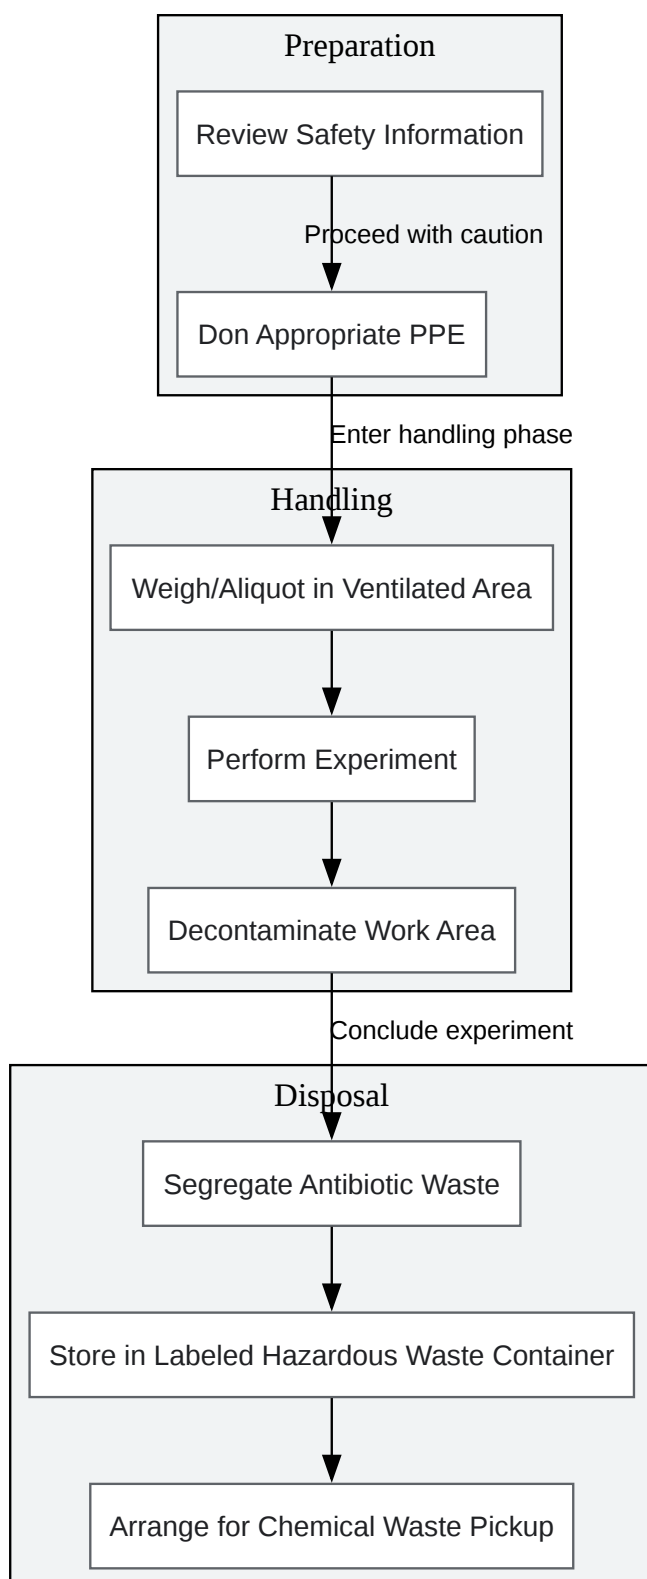 Preparation
Review Safety Information
Proceed with caution
Don Appropriate PPE
Enter handling phase
Handling
Weigh/Aliquot in Ventilated Area
Perform Experiment
Decontaminate Work Area
Conclude experiment
Disposal
Segregate Antibiotic Waste
Store in Labeled Hazardous Waste Container
Arrange for Chemical Waste Pickup